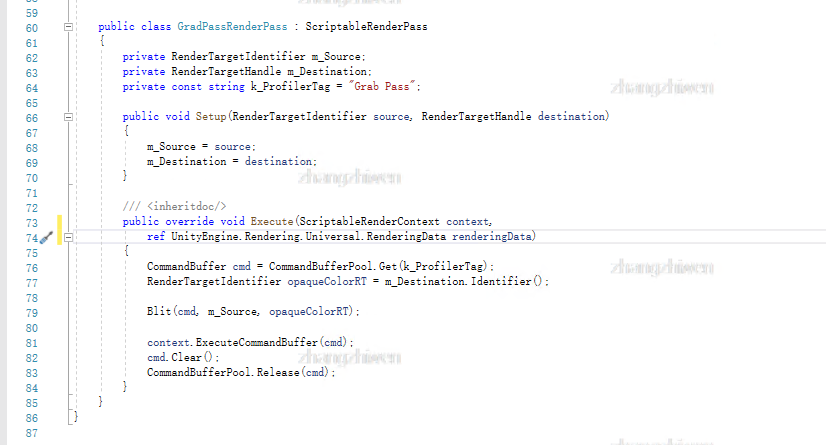 59
60 public class GradPassRenderPass : ScriptableRenderPass
61 {
62 private RenderTargetIdentifier m_Source;
63 private RenderTargetHandle m_Destination;
64 private const string k_ProfilerTag = "Grab Pass";
65
66 public void Setup(RenderTargetIdentifier source, RenderTargetHandle destination)
67 {
68 m_Source = source;
69 m_Destination = destination;
70 }
71
72 /// <inheritdoc/>
73 public override void Execute(ScriptableRenderContext context,
74 ref UnityEngine.Rendering.Universal.RenderingData renderingData)
75 {
76 CommandBuffer cmd = CommandBufferPool.Get(k_ProfilerTag);
77 RenderTargetIdentifier opaqueColorRT = m_Destination.Identifier();
78
79 Blit(cmd, m_Source, opaqueColorRT);
80
81 context.ExecuteCommandBuffer(cmd);
82 cmd.Clear();
83 CommandBufferPool.Release(cmd);
84 }
85 }
86 }
87